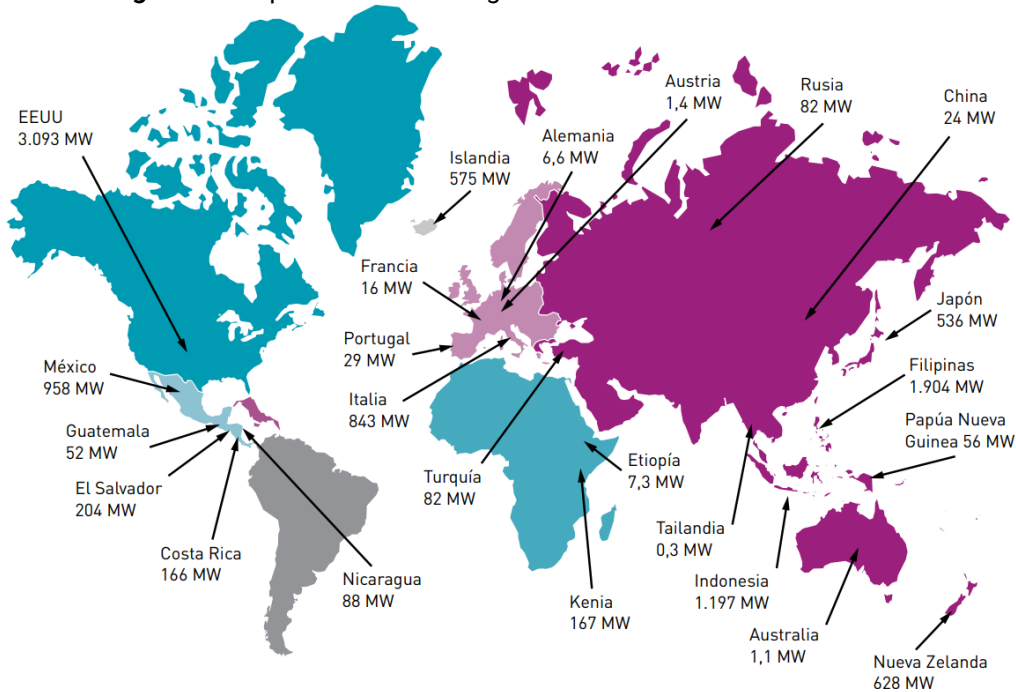 EEUU
3.093 MW
Islandia
575 MW
Alemania
6,6 MW
Austria
1,4 MW
Rusia
82 MW
China
24 MW
Francia
16 MW
Portugal
29 MW
Italia
843 MW
Turquía
82 MW
Japón
536 MW
Filipinas
1.904 MW
Papúa Nueva
Guinea 56 MW
México
958 MW
Guatemala
52 MW
El Salvador
204 MW
Costa Rica
166 MW
Nicaragua
88 MW
Etiopía
7,3 MW
Kenia
167 MW
Tailandia
0,3 MW
Indonesia
1.197 MW
Australia
1,1 MW
Nueva Zelanda
628 MW